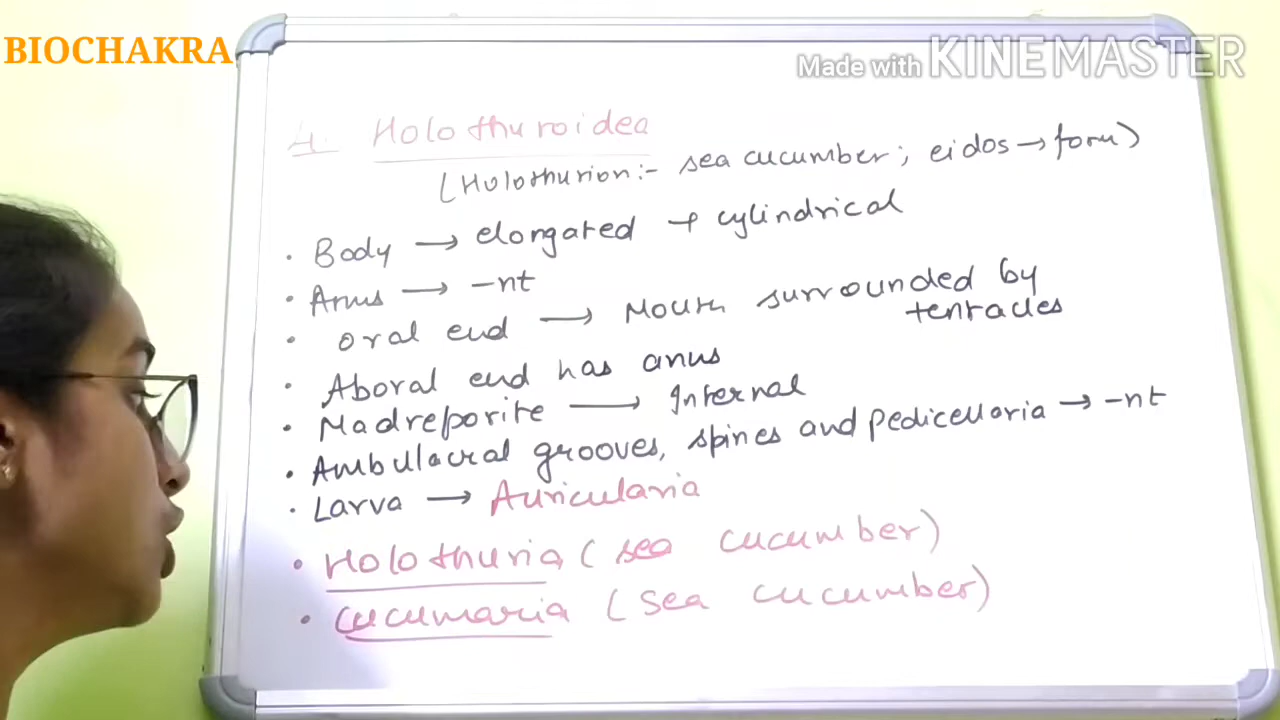 BIOCHAKRA
Made with KINEMASTER
4. Holothuroidea
(Holothurion:- sea cucumber; eidos → form)
• Body → elongated + cylindrical
• Arms → -nt
• Oral end → Mouth surrounded by
tentacles
• Aboral end has anus
• Madreporite → Internal
• Ambulacral grooves, spines and pedicellaria → -nt
• Larva → Auricularia
• Holothuria (sea cucumber)
• Cucumaria (sea cucumber)